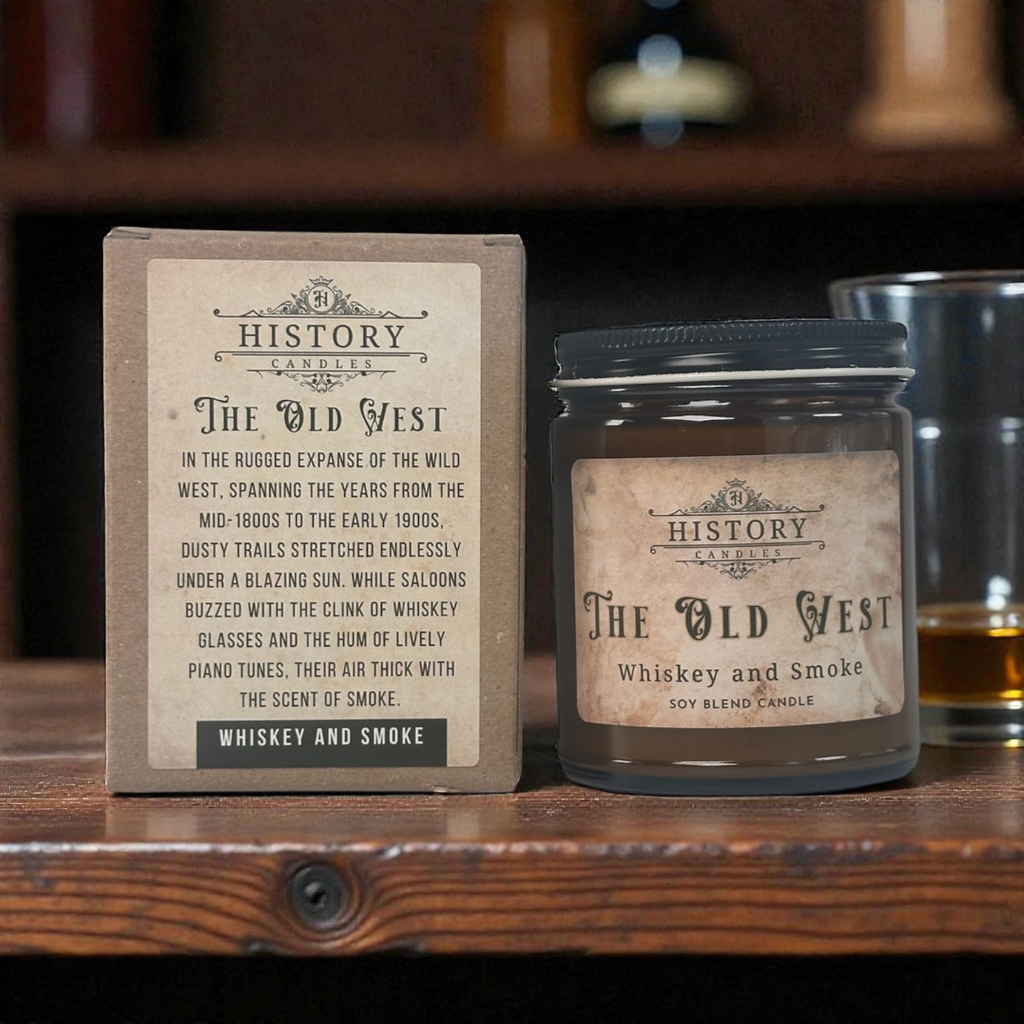 H
HISTORY
CANDLES
THE OLD WEST
IN THE RUGGED EXPANSE OF THE WILD
WEST, SPANNING THE YEARS FROM THE
MID-1800S TO THE EARLY 1900S,
DUSTY TRAILS STRETCHED ENDLESSLY
UNDER A BLAZING SUN. WHILE SALOONS
BUZZED WITH THE CLINK OF WHISKEY
GLASSES AND THE HUM OF LIVELY
PIANO TUNES, THEIR AIR THICK WITH
THE SCENT OF SMOKE.
WHISKEY AND SMOKE
H
HISTORY
CANDLES
THE OLD WEST
Whiskey and Smoke
SOY BLEND CANDLE